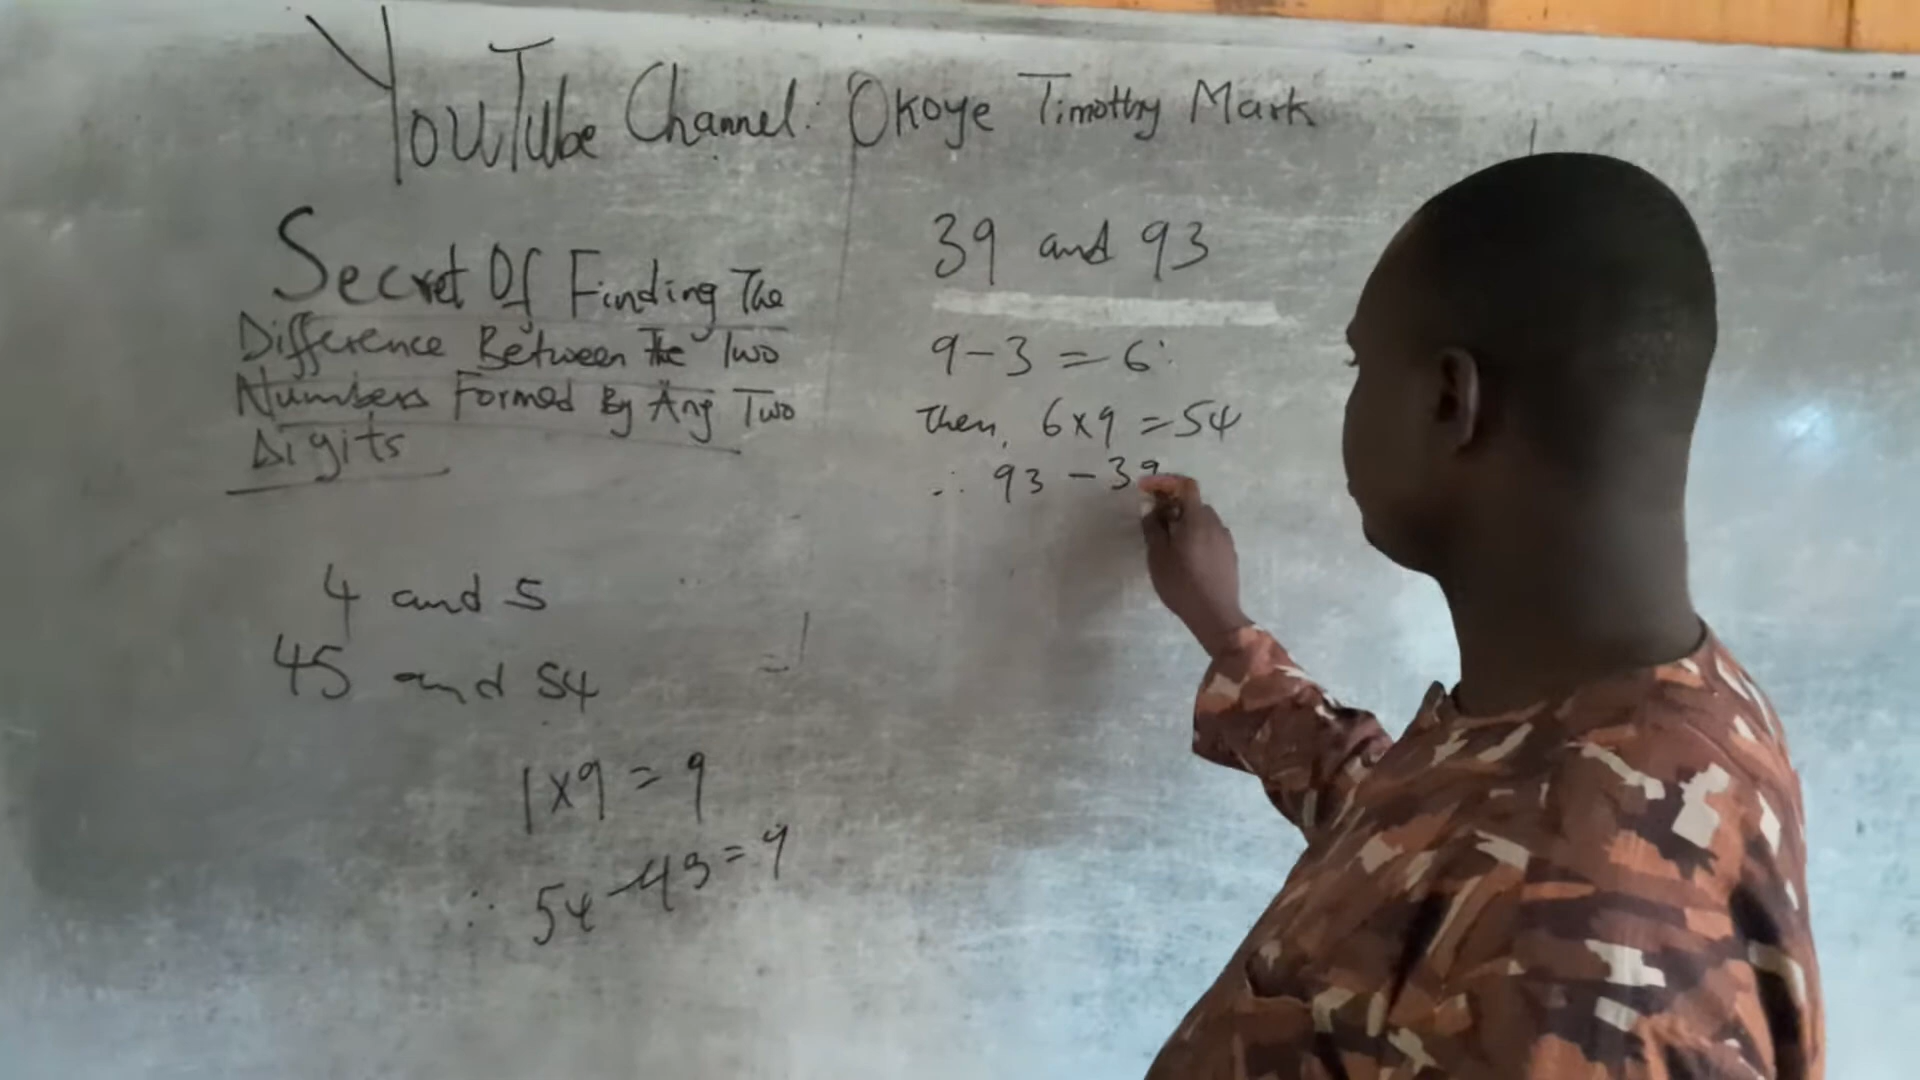 YouTube Channel: Okoye Timothy Mark
Secret Of Finding The
Difference Between The Two
Numbers Formed By Any Two
Digits
4 and 5
45 and 54
1x9 = 9
∴ 54 - 45 = 9
39 and 93
9-3 = 6
Then, 6x9 = 54
∴ 93 - 39